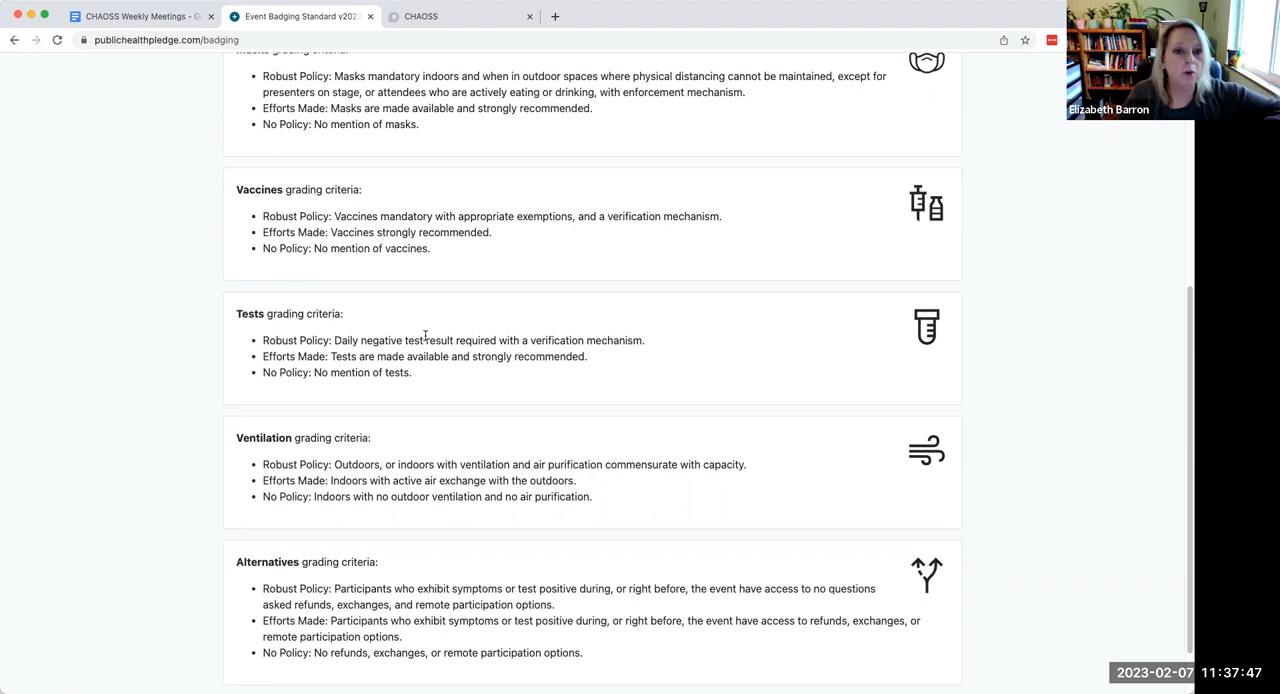 CHAOSS Weekly Meetings - G
Event Badging Standard v2023
CHAOSS
publichealthpledge.com/badging
Elizabeth Barron
grading criteria:
Robust Policy: Masks mandatory indoors and when in outdoor spaces where physical distancing cannot be maintained, except for
presenters on stage, or attendees who are actively eating or drinking, with enforcement mechanism.
Efforts Made: Masks are made available and strongly recommended.
No Policy: No mention of masks.
Vaccines grading criteria:
Robust Policy: Vaccines mandatory with appropriate exemptions, and a verification mechanism.
Efforts Made: Vaccines strongly recommended.
No Policy: No mention of vaccines.
Tests grading criteria:
Robust Policy: Daily negative test result required with a verification mechanism.
Efforts Made: Tests are made available and strongly recommended.
No Policy: No mention of tests.
Ventilation grading criteria:
Robust Policy: Outdoors, or indoors with ventilation and air purification commensurate with capacity.
Efforts Made: Indoors with active air exchange with the outdoors.
No Policy: Indoors with no outdoor ventilation and no air purification.
Alternatives grading criteria:
Robust Policy: Participants who exhibit symptoms or test positive during, or right before, the event have access to no questions
asked refunds, exchanges, and remote participation options.
Efforts Made: Participants who exhibit symptoms or test positive during, or right before, the event have access to refunds, exchanges, or
remote participation options.
No Policy: No refunds, exchanges, or remote participation options.
2023-02-07 11:37:47